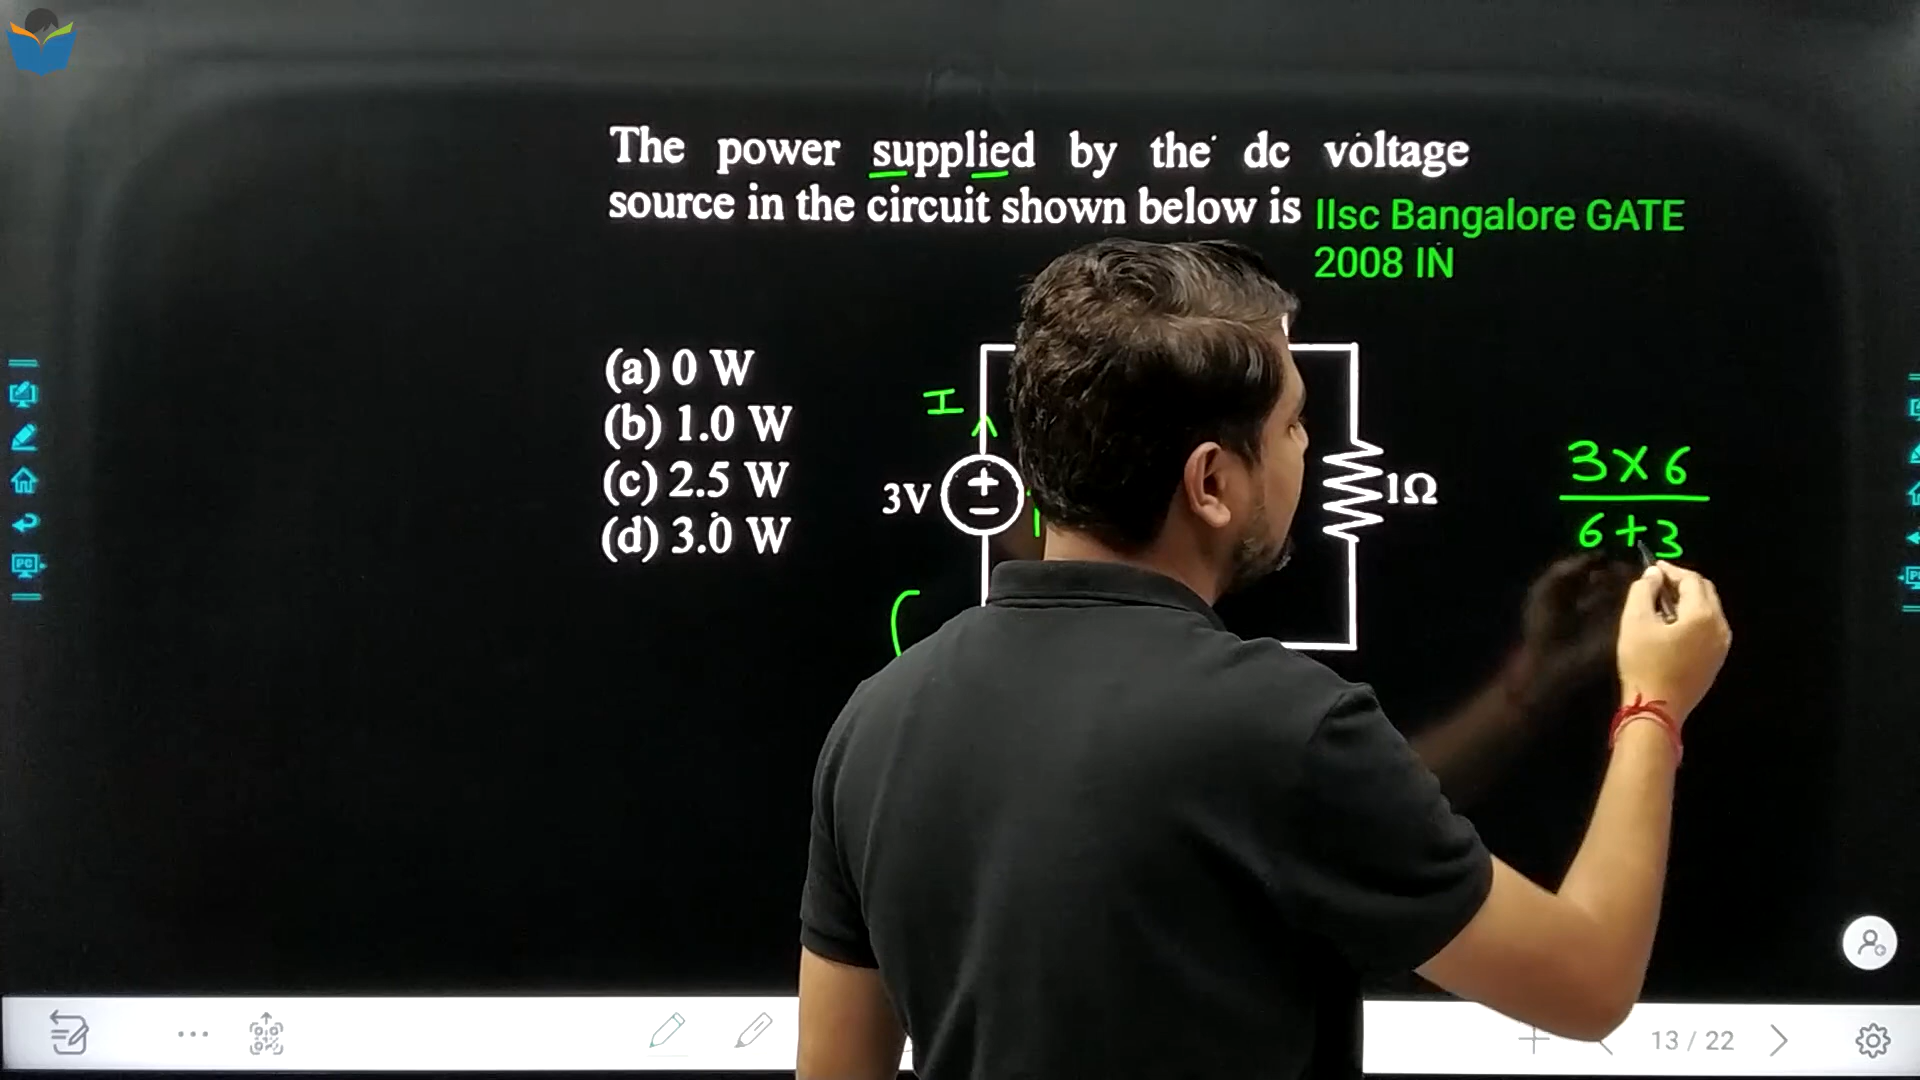 The power supplied by the dc voltage
source in the circuit shown below is
IIsc Bangalore GATE
2008 IN
(a) 0 W
(b) 1.0 W
(c) 2.5 W
(d) 3.0 W
I
3V
+
−
1Ω
3 × 6
6 + 3
PC
13 / 22